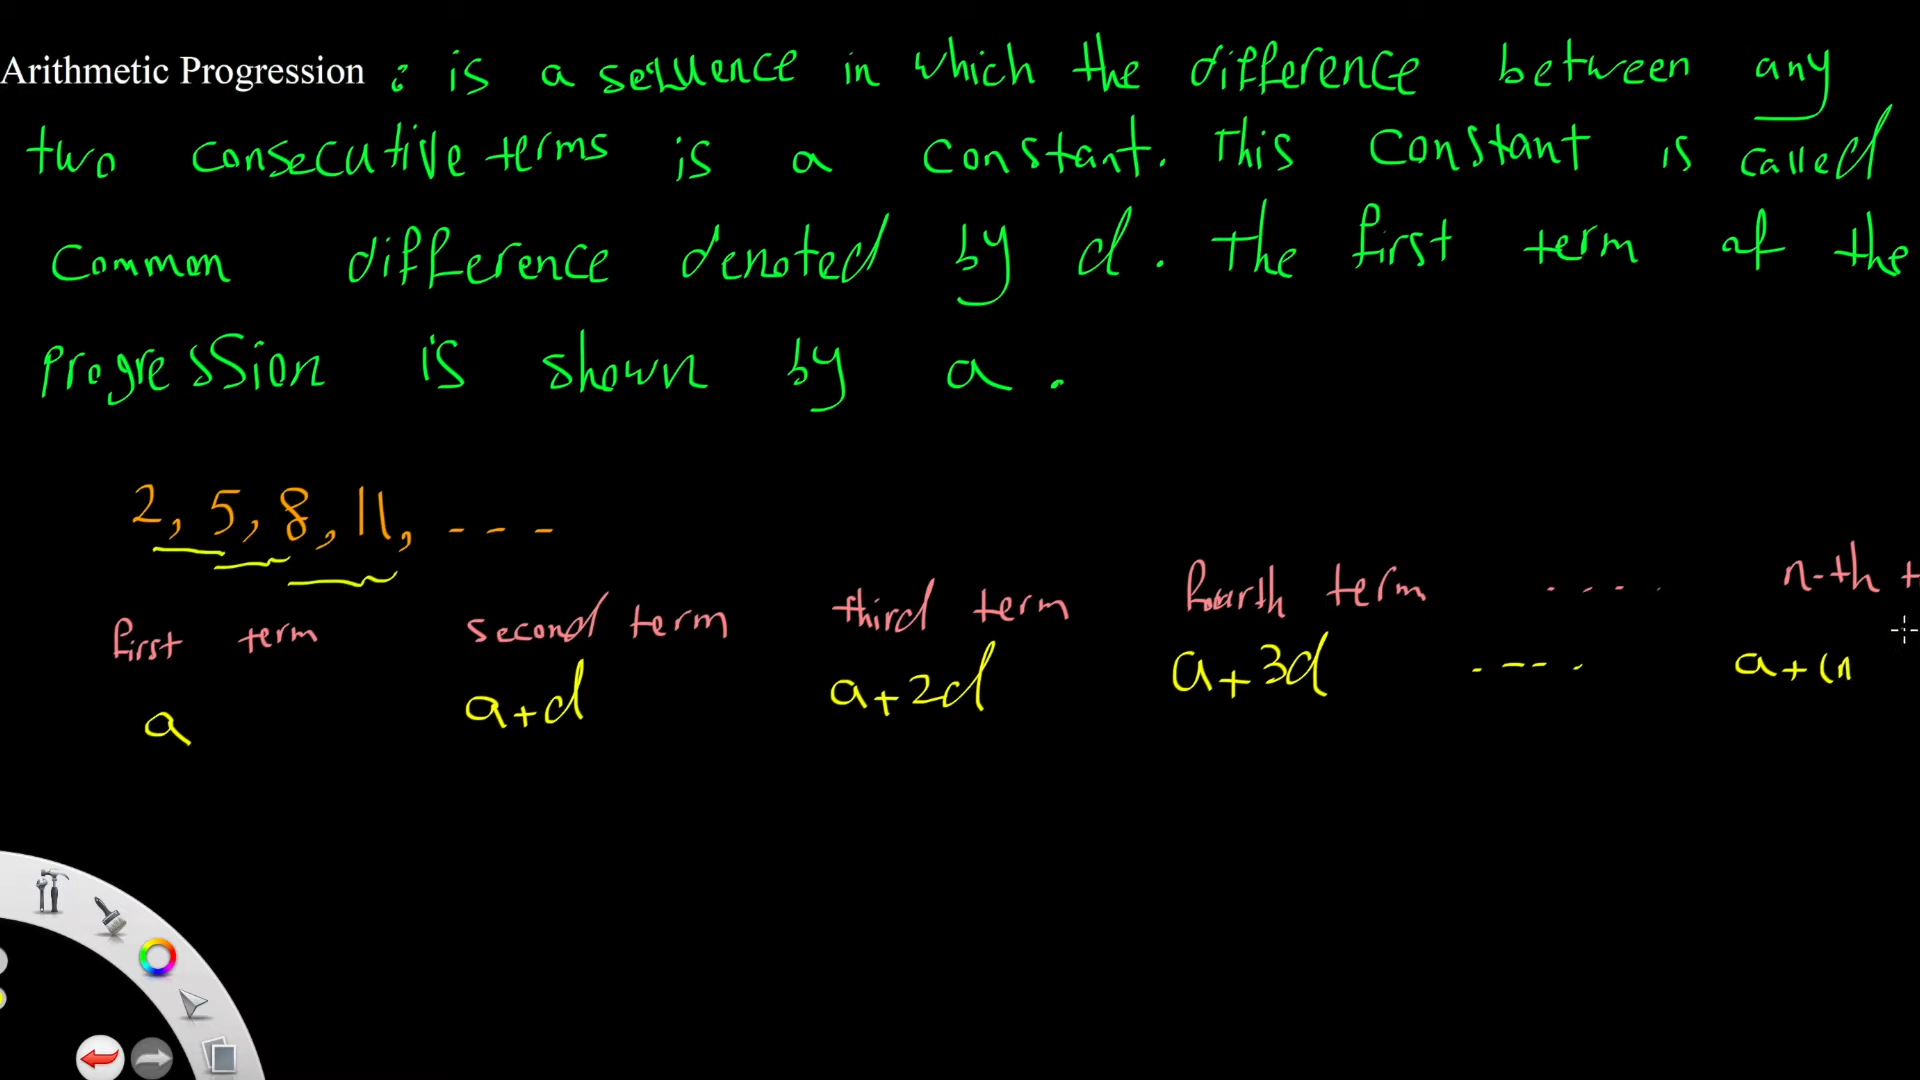 Arithmetic Progression : is a sequence in which the difference between any
two consecutive terms is a constant. This constant is called
common difference denoted by d. The first term of the
progression is shown by a.
2, 5, 8, 11, - - -
first term second term third term fourth term .... n-th t
a a+d a+2d a+3d ---- a+(n